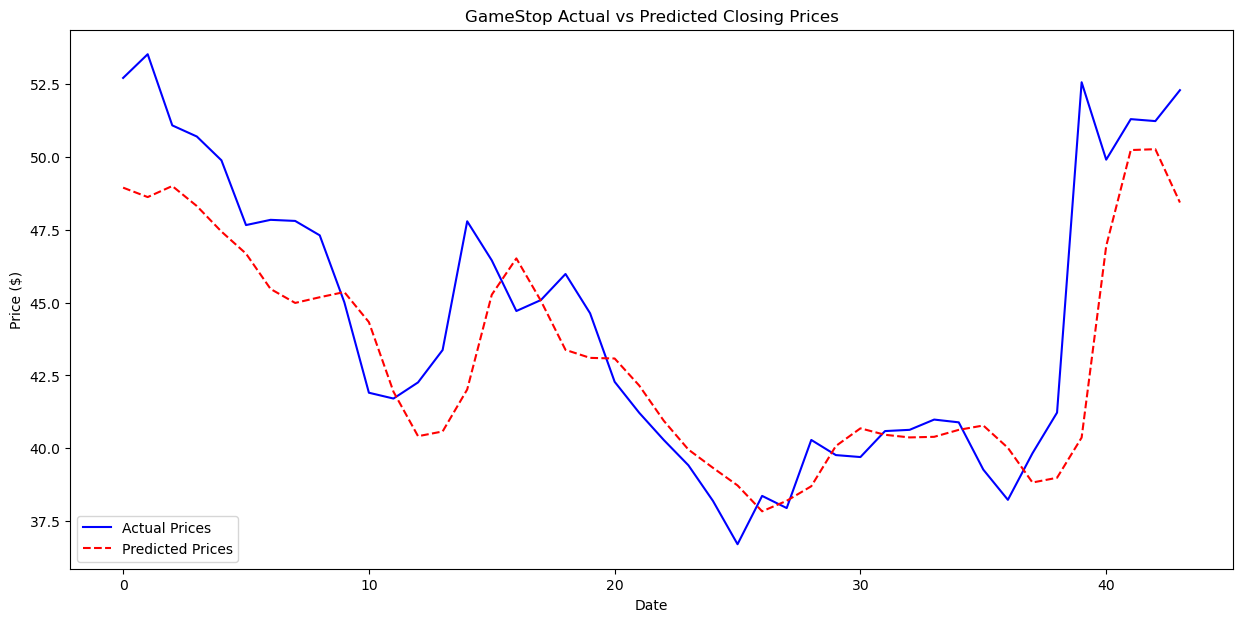 GameStop Actual vs Predicted Closing Prices
Price ($)
52.5
50.0
47.5
45.0
42.5
40.0
37.5
Actual Prices
Predicted Prices
0 10 20 30 40
Date